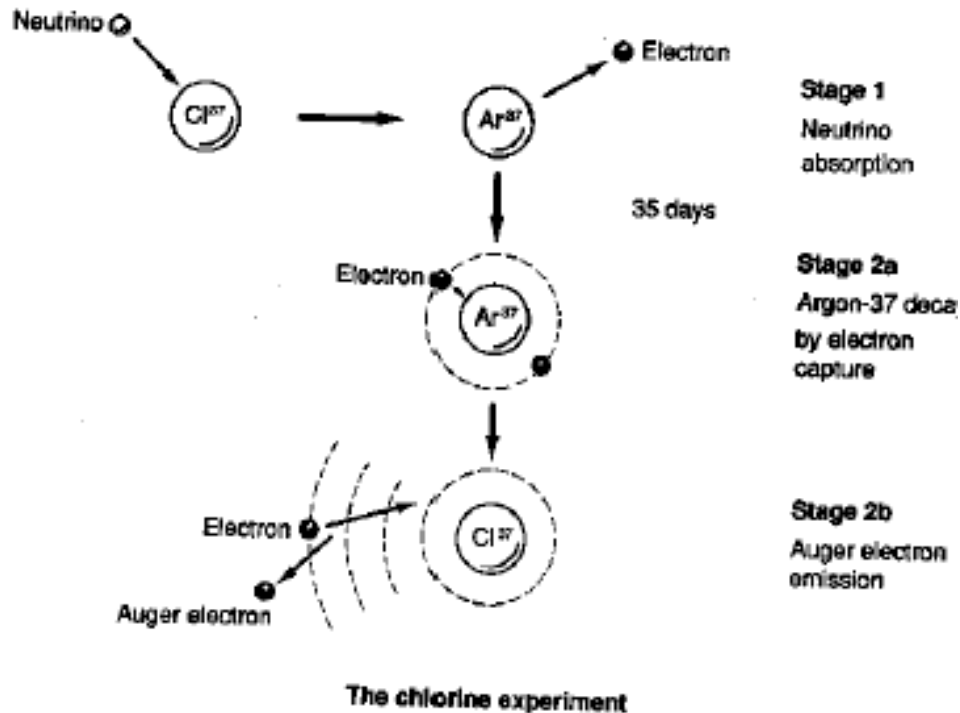 Neutrino
Cl³⁷
Ar³⁷
Electron
Stage 1
Neutrino
absorption
35 days
Electron
Ar³⁷
Stage 2a
Argon-37 decay
by electron
capture
Electron
Auger electron
Cl³⁷
Stage 2b
Auger electron
emission
The chlorine experiment